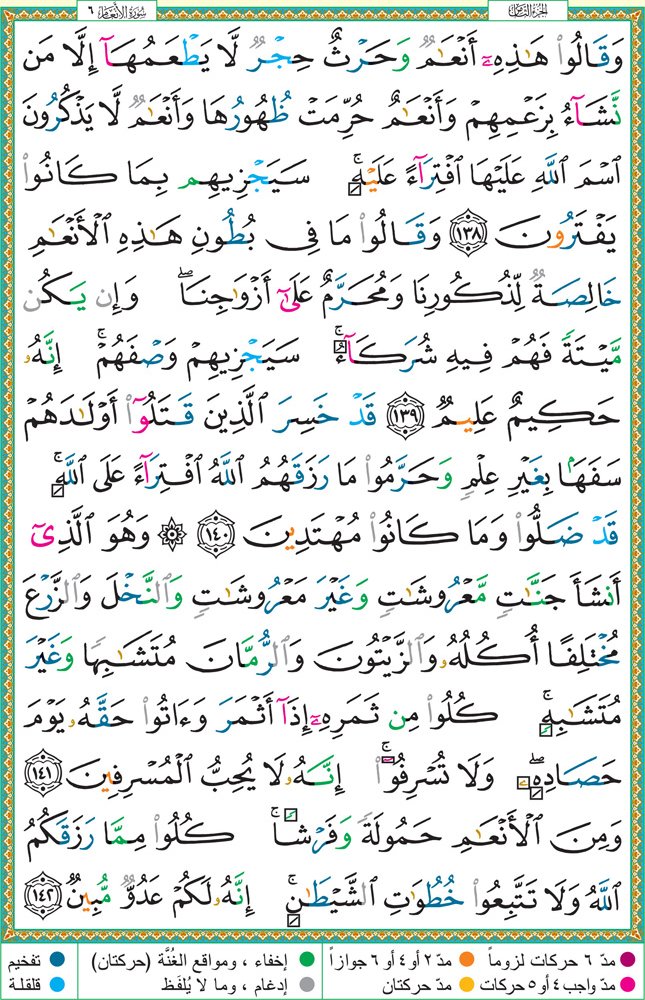 سورة الأنعام ٦
الجزء الثامن
وَقَالُوا۟ هَـٰذِهِۦٓ أَنْعَـٰمٌ وَحَرْثٌ حِجْرٌ لَّا يَطْعَمُهَآ إِلَّا مَن
نَّشَآءُ بِزَعْمِهِمْ وَأَنْعَـٰمٌ حُرِّمَتْ ظُهُورُهَا وَأَنْعَـٰمٌ لَّا يَذْكُرُونَ
ٱسْمَ ٱللَّهِ عَلَيْهَا ٱفْتِرَآءً عَلَيْهِ ۚ سَيَجْزِيهِم بِمَا كَانُوا۟
يَفْتَرُونَ ﴿١٣٨﴾ وَقَالُوا۟ مَا فِى بُطُونِ هَـٰذِهِ ٱلْأَنْعَـٰمِ
خَالِصَةٌ لِّذُكُورِنَا وَمُحَرَّمٌ عَلَىٰٓ أَزْوَٰجِنَا ۖ وَإِن يَكُن
مَّيْتَةً فَهُمْ فِيهِ شُرَكَآءُ ۚ سَيَجْزِيهِمْ وَصْفَهُمْ ۚ إِنَّهُۥ
حَكِيمٌ عَلِيمٌ ﴿١٣٩﴾ قَدْ خَسِرَ ٱلَّذِينَ قَتَلُوٓا۟ أَوْلَـٰدَهُمْ
سَفَهًۢا بِغَيْرِ عِلْمٍ وَحَرَّمُوا۟ مَا رَزَقَهُمُ ٱللَّهُ ٱفْتِرَآءً عَلَى ٱللَّهِ ۚ
قَدْ ضَلُّوا۟ وَمَا كَانُوا۟ مُهْتَدِينَ ﴿١٤٠﴾ ۞ وَهُوَ ٱلَّذِىٓ
أَنشَأَ جَنَّـٰتٍ مَّعْرُوشَـٰتٍ وَغَيْرَ مَعْرُوشَـٰتٍ وَٱلنَّخْلَ وَٱلزَّرْعَ
مُخْتَلِفًا أُكُلُهُۥ وَٱلزَّيْتُونَ وَٱلرُّمَّانَ مُتَشَـٰبِهًا وَغَيْرَ
مُتَشَـٰبِهٍ ۚ كُلُوا۟ مِن ثَمَرِهِۦٓ إِذَآ أَثْمَرَ وَءَاتُوا۟ حَقَّهُۥ يَوْمَ
حَصَادِهِۦ ۖ وَلَا تُسْرِفُوٓا۟ ۚ إِنَّهُۥ لَا يُحِبُّ ٱلْمُسْرِفِينَ ﴿١٤١﴾
وَمِنَ ٱلْأَنْعَـٰمِ حَمُولَةً وَفَرْشًا ۚ كُلُوا۟ مِمَّا رَزَقَكُمُ
ٱللَّهُ وَلَا تَتَّبِعُوا۟ خُطُوَٰتِ ٱلشَّيْطَـٰنِ ۚ إِنَّهُۥ لَكُمْ عَدُوٌّ مُّبِينٌ ﴿١٤٢﴾
مدّ ٦ حركات لزوماً مدّ ٢ أو ٤ أو ٦ جوازاً إخفاء ، ومواقع الغُنَّة (حركتان) تفخيم
مدّ واجب ٤ أو ٥ حركات مدّ حركتان إدغام ، وما لا يُلفَظ قلقلة